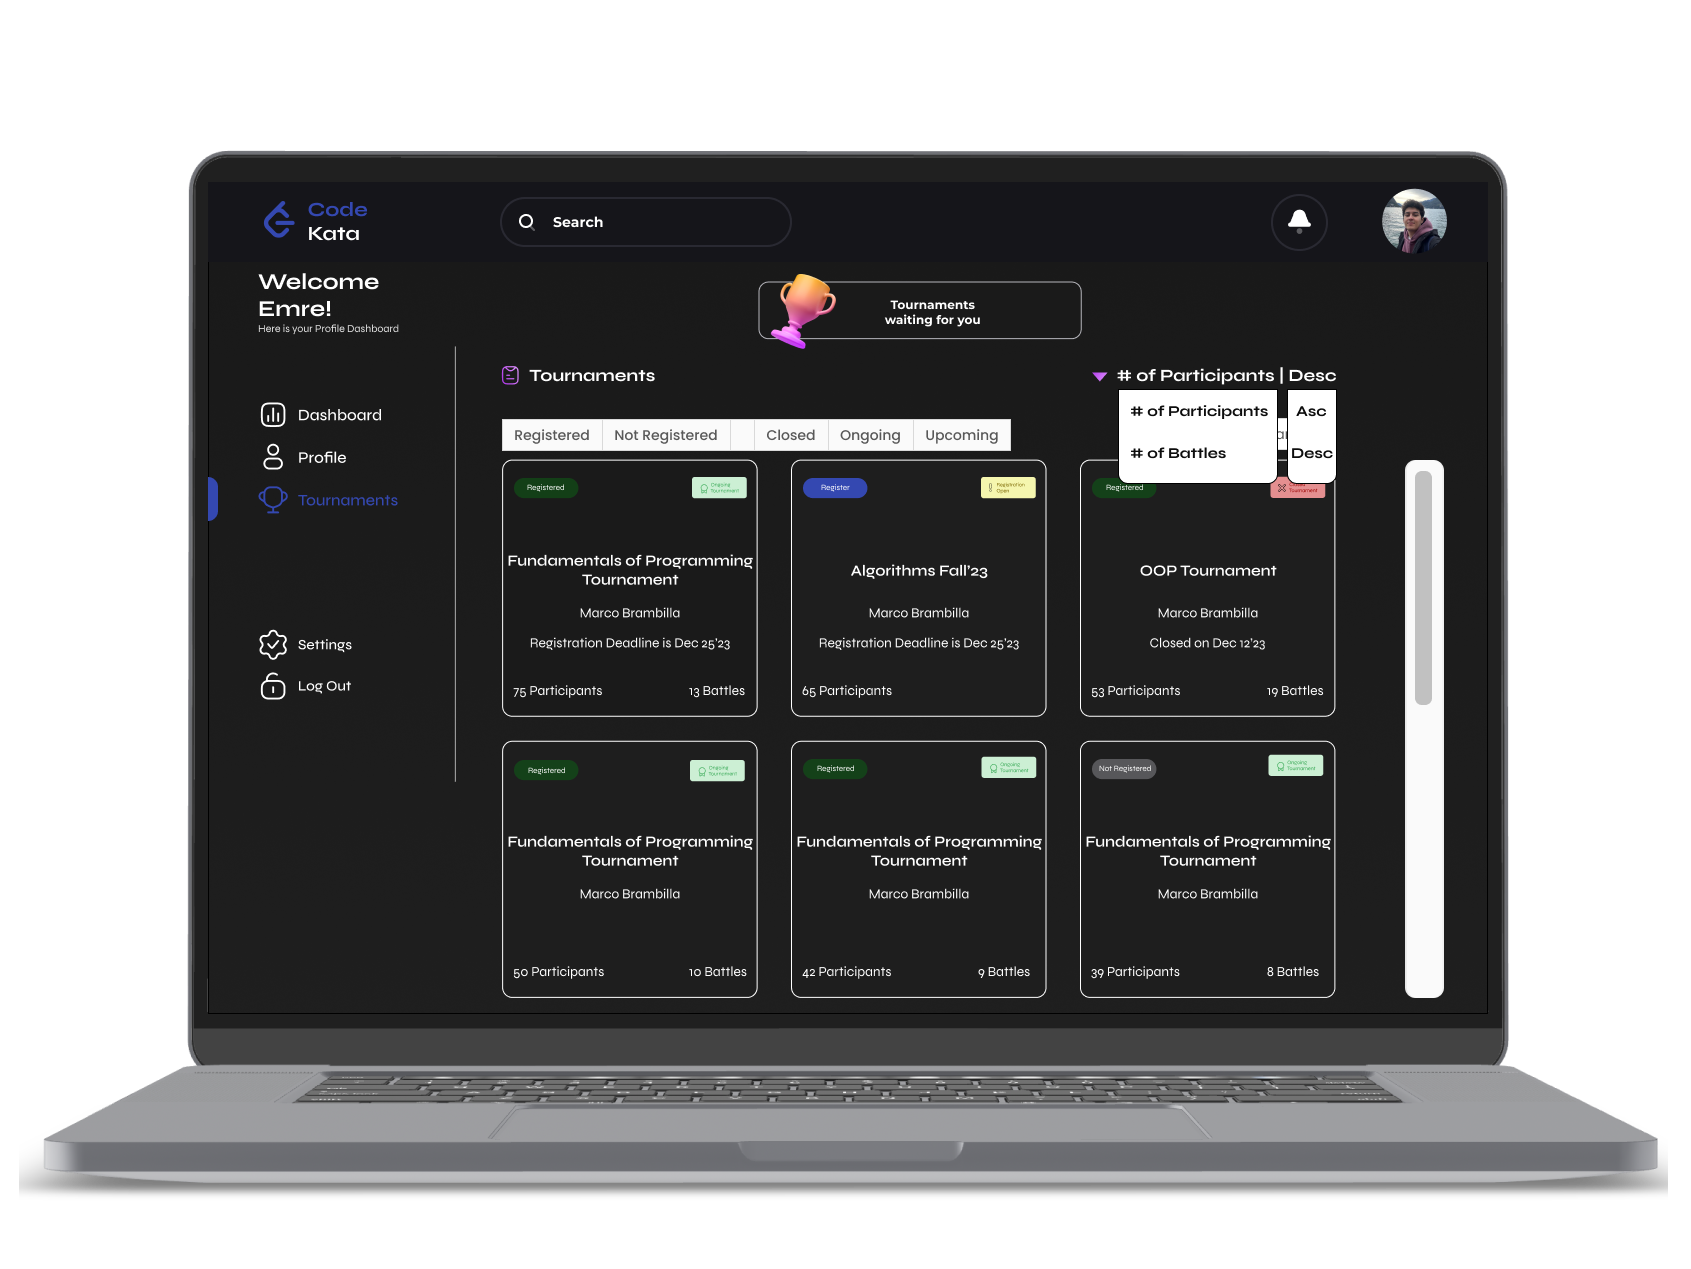 Code
Kata
Search
Welcome
Emre!
Here is your Profile Dashboard
Tournaments
waiting for you
Tournaments
# of Participants | Desc
# of Participants
Asc
# of Battles
Desc
Dashboard
Profile
Tournaments
Settings
Log Out
Registered
Not Registered
Closed
Ongoing
Upcoming
Registered
Ongoing
Tournament
Fundamentals of Programming
Tournament
Marco Brambilla
Registration Deadline is Dec 25'23
75 Participants
13 Battles
Register
Registration
Open
Algorithms Fall'23
Marco Brambilla
Registration Deadline is Dec 25'23
65 Participants
Registered
Tournament
OOP Tournament
Marco Brambilla
Closed on Dec 12'23
53 Participants
19 Battles
Registered
Ongoing
Tournament
Fundamentals of Programming
Tournament
Marco Brambilla
50 Participants
10 Battles
Registered
Ongoing
Tournament
Fundamentals of Programming
Tournament
Marco Brambilla
42 Participants
9 Battles
Not Registered
Ongoing
Tournament
Fundamentals of Programming
Tournament
Marco Brambilla
39 Participants
8 Battles